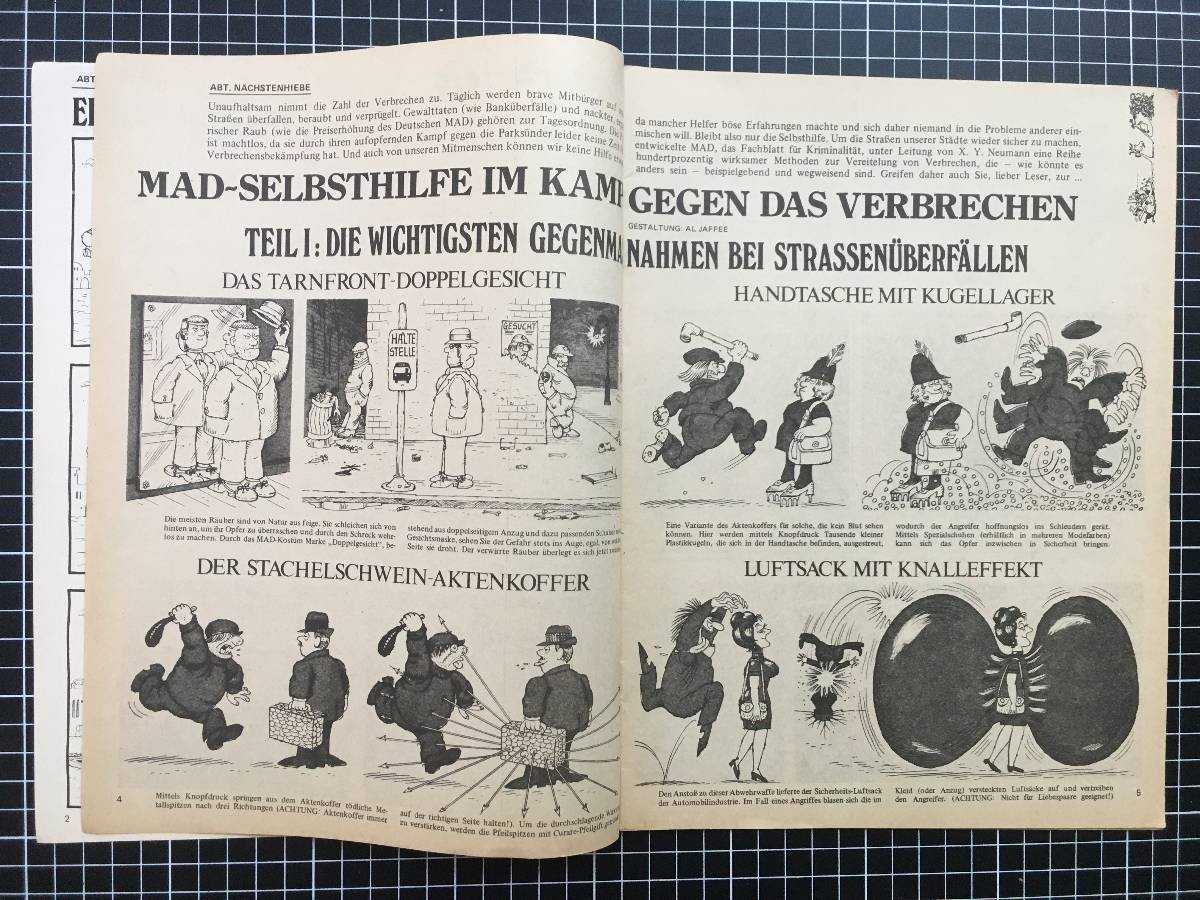 ABT
EI
ABT. NÄCHSTENHIEBE
Unaufhaltsam nimmt die Zahl der Verbrechen zu. Täglich werden brave Mitbürger auf
Straßen überfallen, beraubt und verprügelt. Gewalttaten (wie Banküberfälle) und nackter,
rischer Raub (wie die Preiserhöhung des Deutschen MAD) gehören zur Tagesordnung. Die
ist machtlos, da sie durch ihren aufopfernden Kampf gegen die Parksünder leider keine Zeit
Verbrechensbekämpfung hat. Und auch von unseren Mitmenschen können wir keine Hilfe
da mancher Helfer böse Erfahrungen machte und sich daher niemand in die Probleme anderer ein-
mischen will. Bleibt also nur die Selbsthilfe. Um die Straßen unserer Städte wieder sicher zu machen,
entwickelte MAD, das Fachblatt für Kriminalität, unter Leitung von X. Y. Neumann eine Reihe
hundertprozentig wirksamer Methoden zur Vereitelung von Verbrechen, die — wie könnte es
anders sein — beispielgebend und wegweisend sind. Greifen daher auch Sie, lieber Leser, zur ...
MAD-SELBSTHILFE IM KAMP GEGEN DAS VERBRECHEN
GESTALTUNG: AL JAFFEE
TEIL I: DIE WICHTIGSTEN GEGENMA NAHMEN BEI STRASSENÜBERFÄLLEN
DAS TARNFRONT-DOPPELGESICHT
HALTE
STELLE
GESUCHT
Die meisten Räuber sind von Natur aus feige. Sie schleichen sich von
hinten an, um ihr Opfer zu überraschen und durch den Schrock wehr-
los zu machen. Durch das MAD-Kostüm Marke „Doppelgesicht", be-
stehend aus doppelseitigen Anzug und dazu passenden Schuhen
Gesichtsmaske, sehen Sie der Gefahr stets ins Auge, egal, von
Seite sie droht. Der verwirrte Räuber überlegt es sich jetzt
HANDTASCHE MIT KUGELLAGER
Eine Variante des Aktenkoffers für solche, die kein Blut sehen
können. Hier werden mittels Knopfdruck Tausende kleiner
Plastikkugeln, die sich in der Handtasche befinden, ausgestreut,
wodurch der Angreifer hoffnungslos ins Schleudern gerät.
Mittels Spezialschuhen (erhältlich in mehreren Modefarben)
kann sich das Opfer inzwischen in Sicherheit bringen.
DER STACHELSCHWEIN-AKTENKOFFER
Mittels Knopfdruck springen aus dem Aktenkoffer tödliche Me-
tallspitzen nach drei Richtungen (ACHTUNG: Aktenkoffer immer
auf der richtigen Seite halten!). Um die durchschlagende
zu verstärken, werden die Pfeilspitzen mit Curare-Pfeilgift
LUFTSACK MIT KNALLEFFEKT
Den Anstoß zu dieser Abwehrwaffe lieferte der Sicherheits-Luftsack
der Automobilindustrie. Im Fall eines Angriffes blasen sich die im
Kleid (oder Anzug) versteckten Luftsäcke auf und vertreiben
den Angreifer. (ACHTUNG: Nicht für Liebespaare geeignet!)
2
4
5